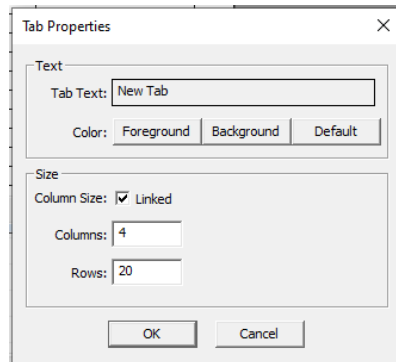 Tab Properties
Text
Tab Text: New Tab
Color: Foreground Background Default
Size
Column Size: Linked
Columns: 4
Rows: 20
OK Cancel